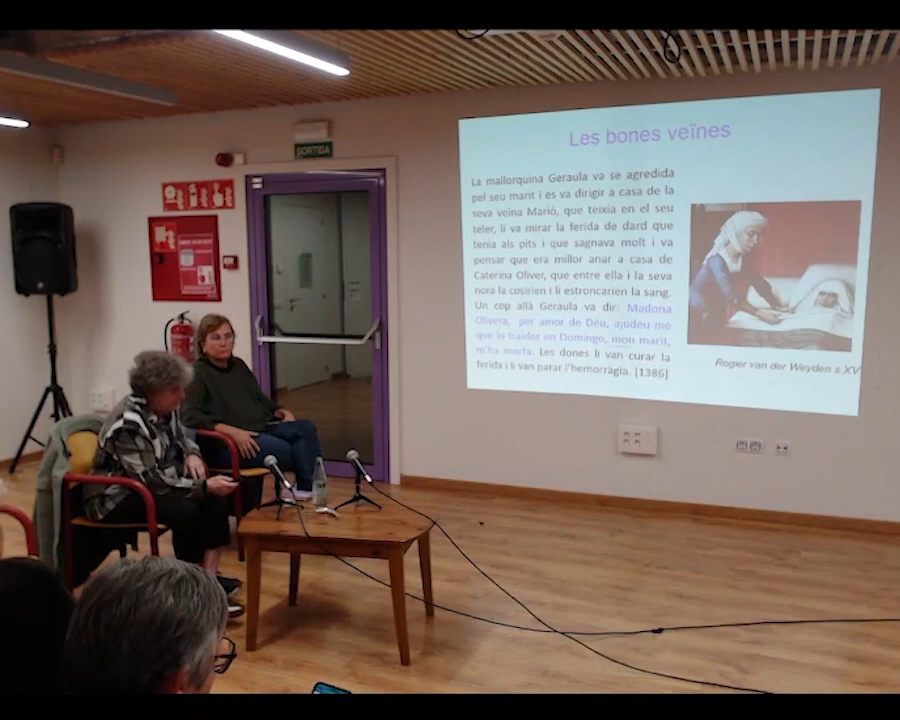 SORTIDA
Les bones veïnes
La mallorquina Geraula va se agredida
pel seu marit i es va dirigir a casa de la
seva veïna Marió, que teixia en el seu
teler, li va mirar la ferida de dard que
tenia als pits i que sagnava molt i va
pensar que era millor anar a casa de
Caterina Oliver, que entre ella i la seva
nora la cosirien i li estroncarien la sang.
Un cop allà Geraula va dir: Madona
Olivera, per amor de Déu, ajudeu-me
que lo traïdor en Domingo, mon marit,
m'ha morta. Les dones li van curar la
ferida i li van parar l'hemorràgia. [1386]
Rogier van der Weyden s XV